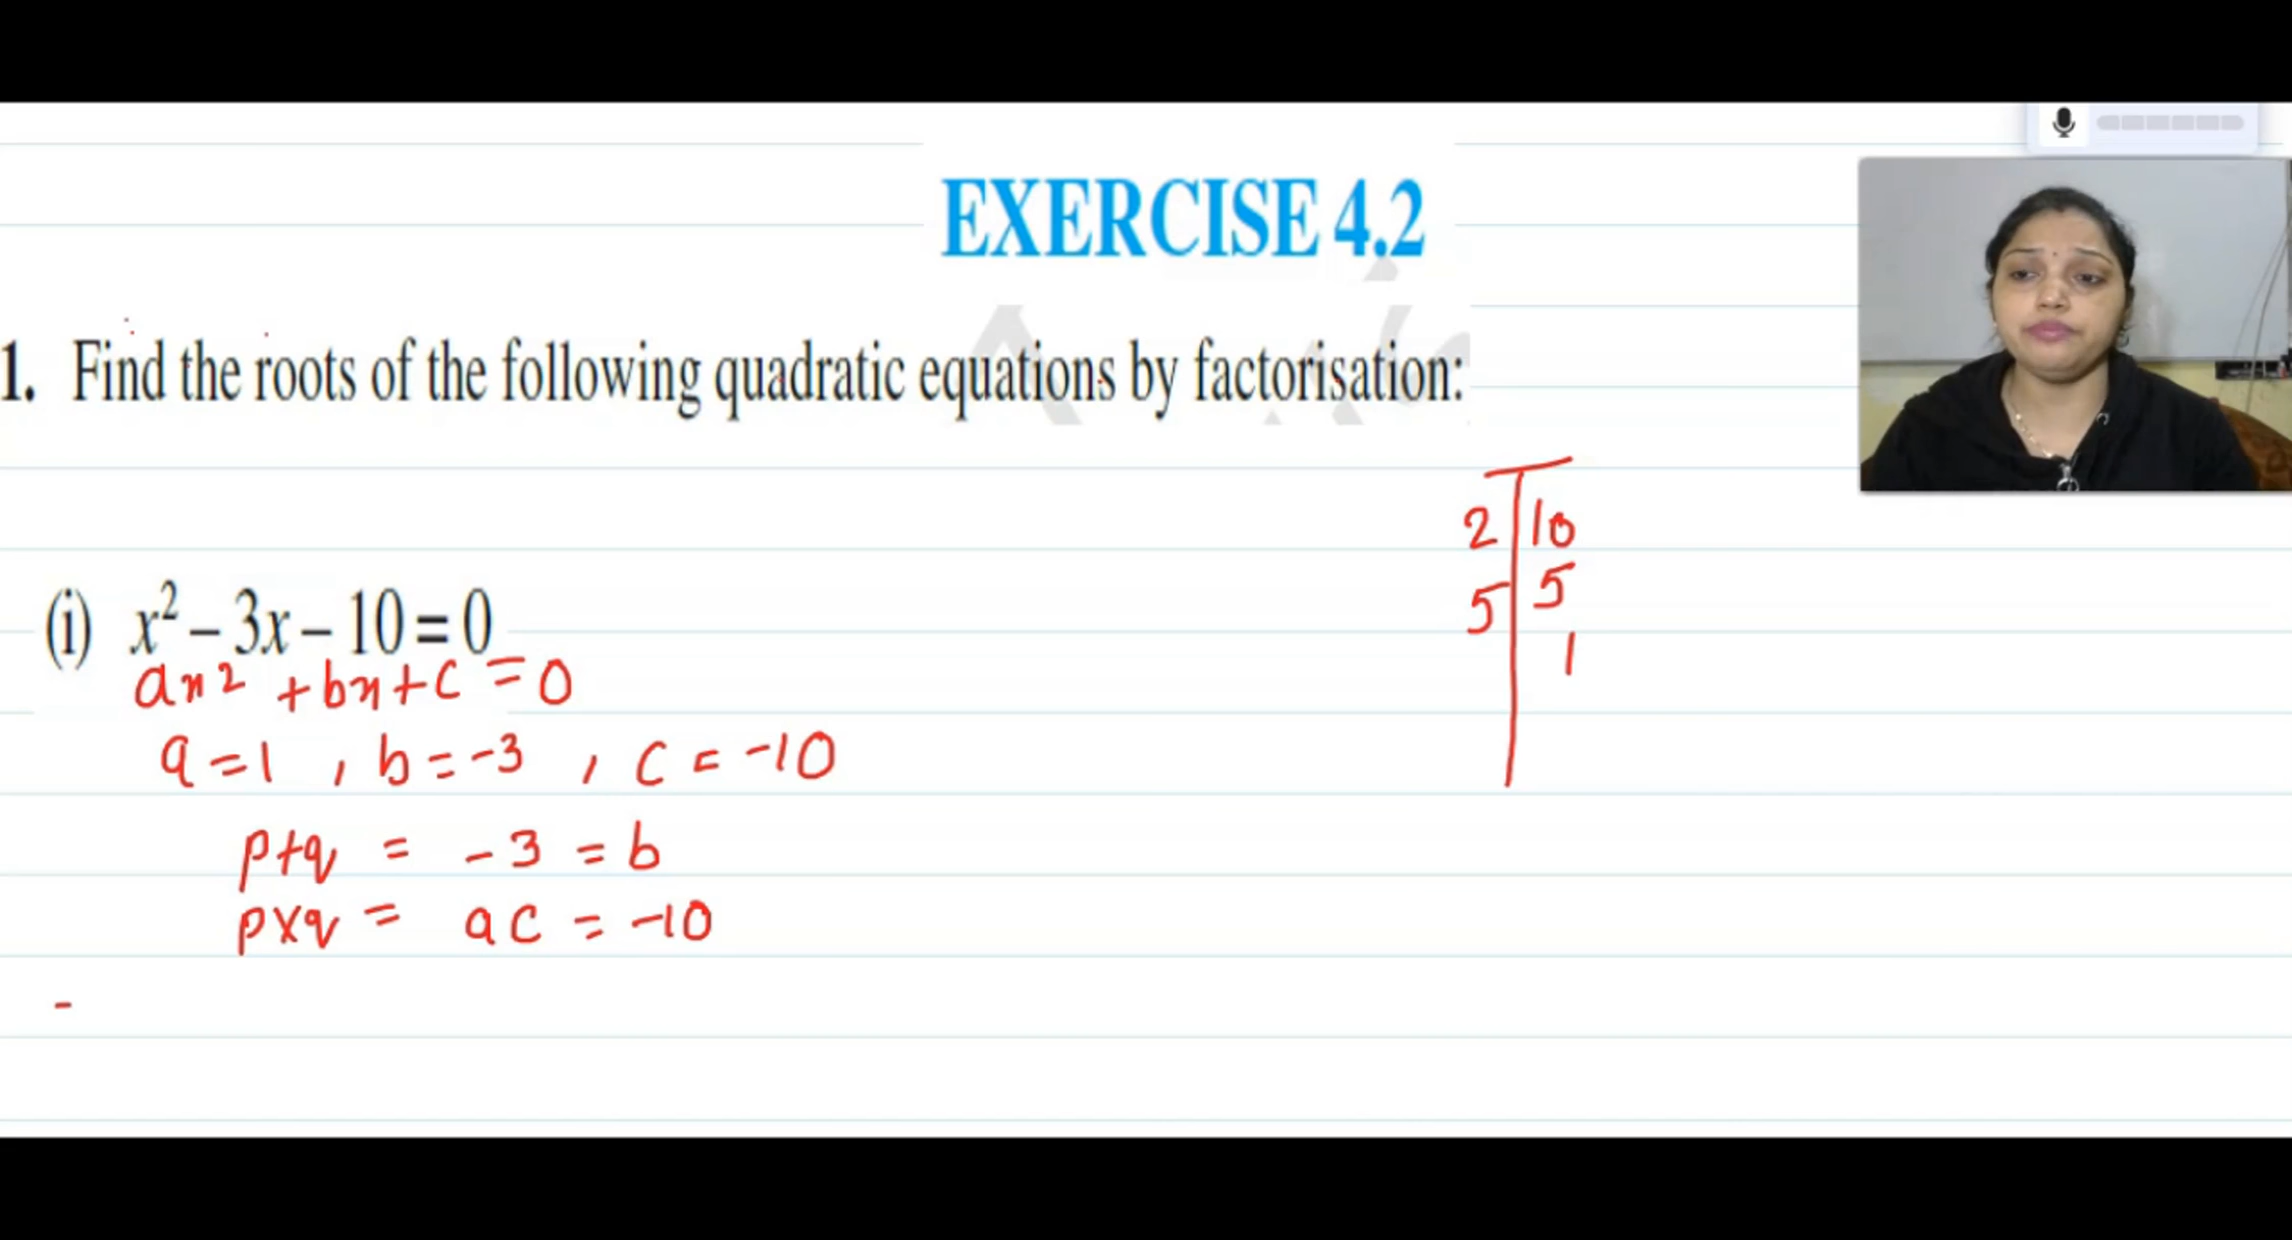 EXERCISE 4.2
1. Find the roots of the following quadratic equations by factorisation:
2 | 10
5 | 5
1
(i) x² – 3x – 10 = 0
ax² + bx + c = 0
a = 1 , b = -3 , c = -10
p+q = -3 = b
p×q = ac = -10
-